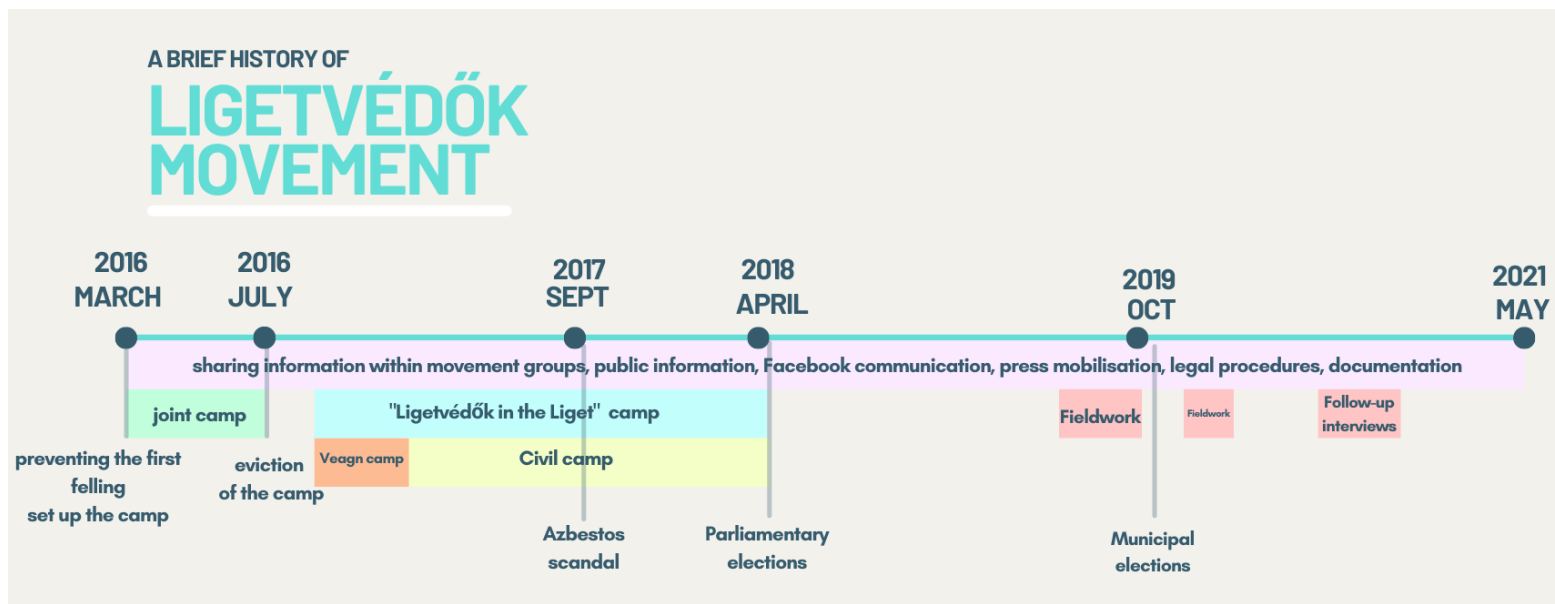 A BRIEF HISTORY OF
LIGETVÉDŐK
MOVEMENT
2016
MARCH
2016
JULY
2017
SEPT
2018
APRIL
2019
OCT
2021
MAY
sharing information within movement groups, public information, Facebook communication, press mobilisation, legal procedures, documentation
joint camp
"Ligetvédők in the Liget" camp
Fieldwork
Fieldwork
Follow-up
interviews
Veagn camp
Civil camp
preventing the first
felling
set up the camp
eviction
of the camp
Azbestos
scandal
Parliamentary
elections
Municipal
elections